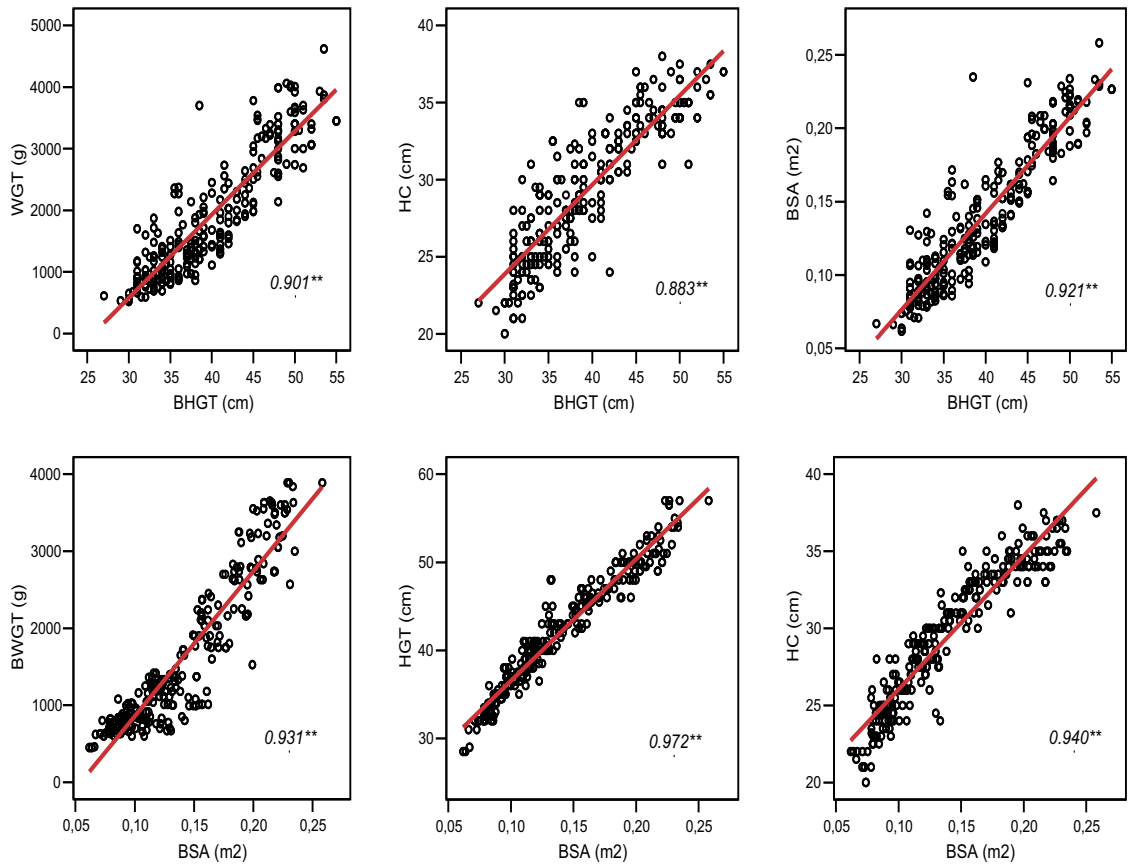 WGT (g)
5000
4000
3000
2000
1000
0
0.901**
25 30 35 40 45 50 55
BHGT (cm)
HC (cm)
40
35
30
25
20
0.883**
25 30 35 40 45 50 55
BHGT (cm)
BSA (m2)
0,25
0,20
0,15
0,10
0,05
0.921**
25 30 35 40 45 50 55
BHGT (cm)
BWGT (g)
4000
3000
2000
1000
0
0.931**
0,05 0,10 0,15 0,20 0,25
BSA (m2)
HGT (cm)
60
50
40
30
0.972**
0,05 0,10 0,15 0,20 0,25
BSA (m2)
HC (cm)
40
35
30
25
20
0.940**
0,05 0,10 0,15 0,20 0,25
BSA (m2)